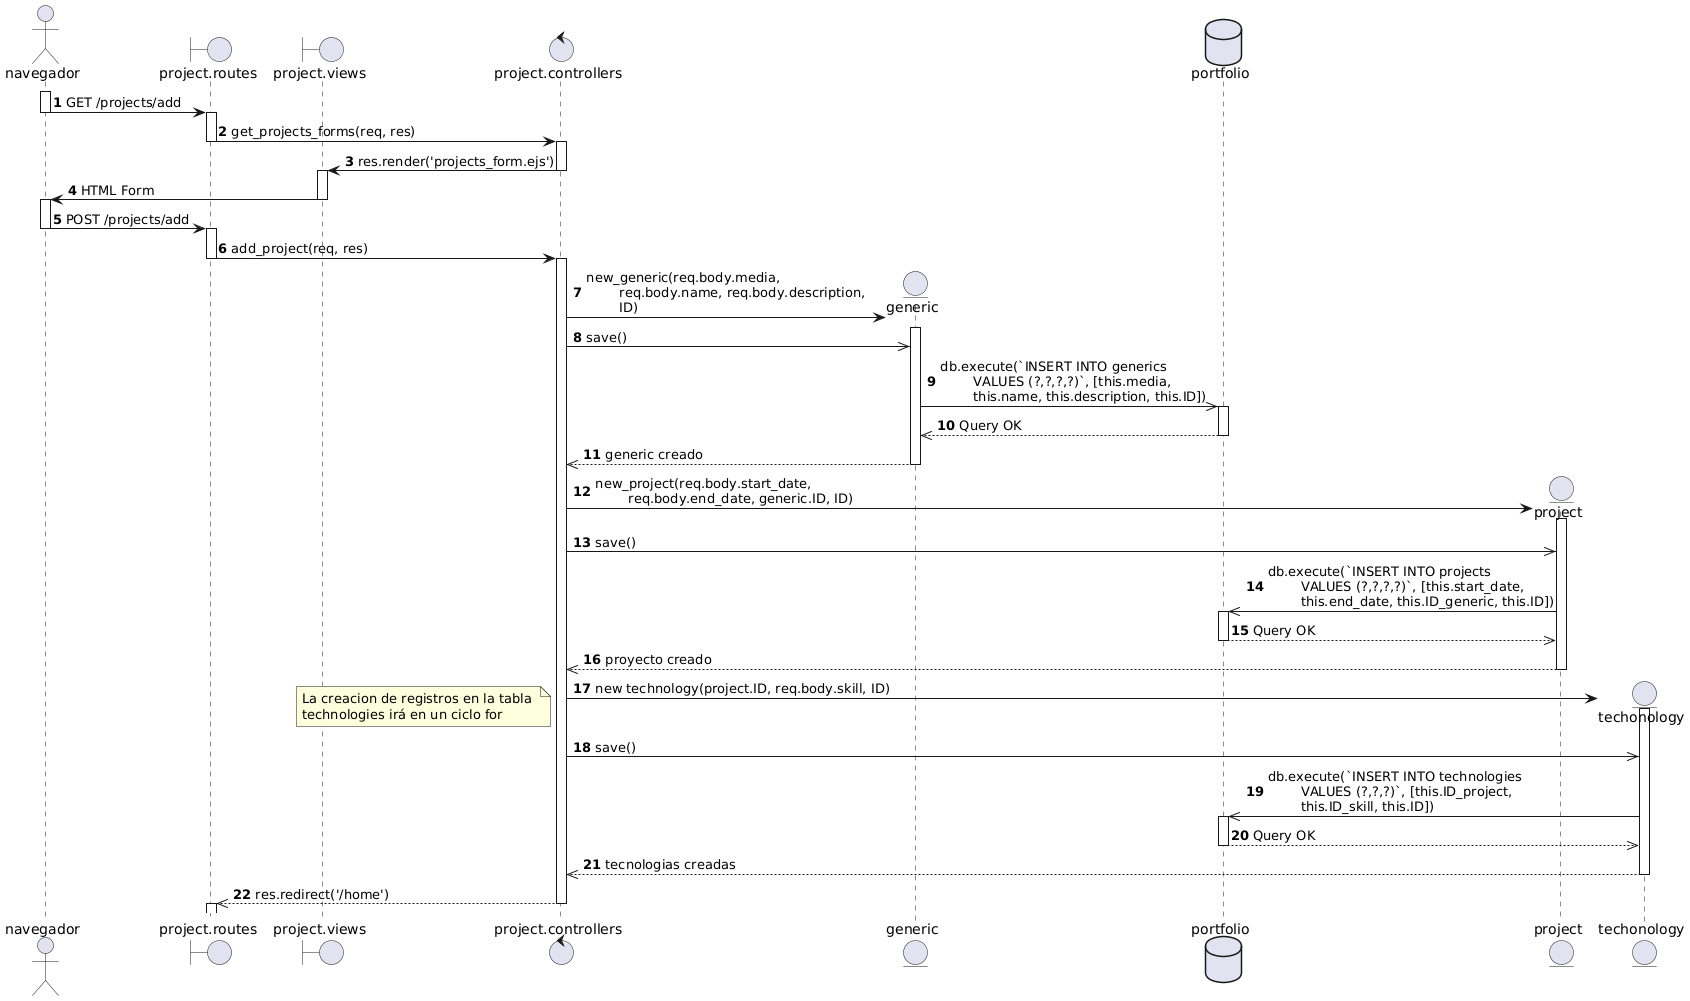 navegador
project.routes
project.views
project.controllers
portfolio
1 GET /projects/add
2 get_projects_forms(req, res)
3 res.render('projects_form.ejs')
4 HTML Form
5 POST /projects/add
6 add_project(req, res)
7 new_generic(req.body.media,
req.body.name, req.body.description,
ID)
generic
8 save()
9 db.execute(`INSERT INTO generics
VALUES (?,?,?,?)`, [this.media,
this.name, this.description, this.ID])
10 Query OK
11 generic creado
12 new_project(req.body.start_date,
req.body.end_date, generic.ID, ID)
project
13 save()
14 db.execute(`INSERT INTO projects
VALUES (?,?,?,?)`, [this.start_date,
this.end_date, this.ID_generic, this.ID])
15 Query OK
16 proyecto creado
17 new technology(project.ID, req.body.skill, ID)
La creacion de registros en la tabla
technologies irá en un ciclo for
techonology
18 save()
19 db.execute(`INSERT INTO technologies
VALUES (?,?,?)`, [this.ID_project,
this.ID_skill, this.ID])
20 Query OK
21 tecnologias creadas
22 res.redirect('/home')
navegador
project.routes
project.views
project.controllers
generic
portfolio
project
techonology